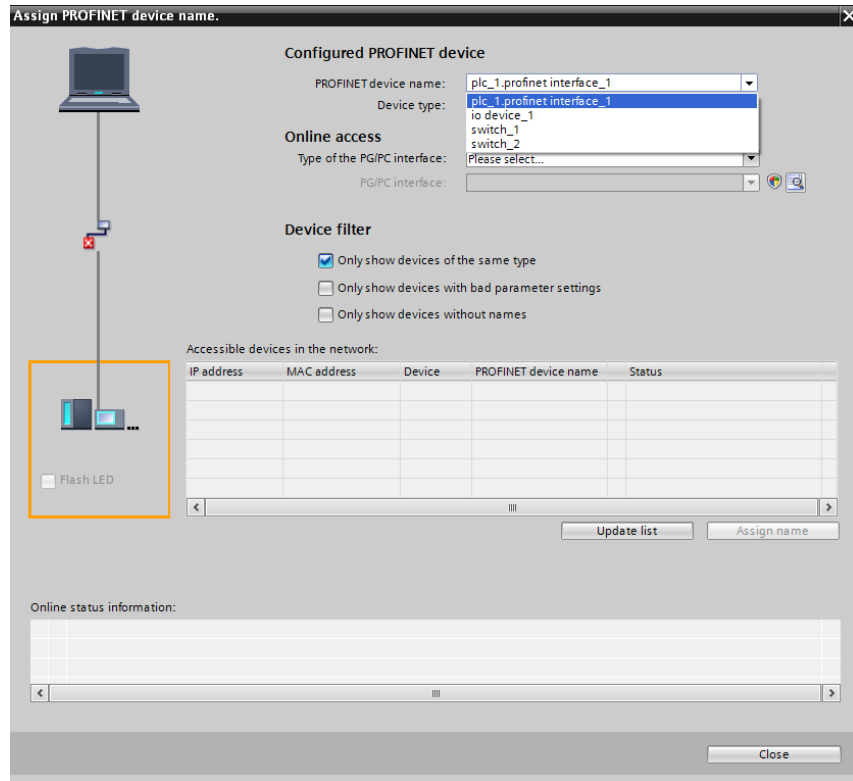 Assign PROFINET device name.
Configured PROFINET device
PROFINET device name: plc_1.profinet interface_1
plc_1.profinet interface_1
Device type:
io device_1
switch_1
switch_2
Online access
Type of the PG/PC interface: Please select...
PG/PC interface:
Device filter
Only show devices of the same type
Only show devices with bad parameter settings
Only show devices without names
Accessible devices in the network:
IP address MAC address Device PROFINET device name Status
Flash LED
Update list Assign name
Online status information:
Close